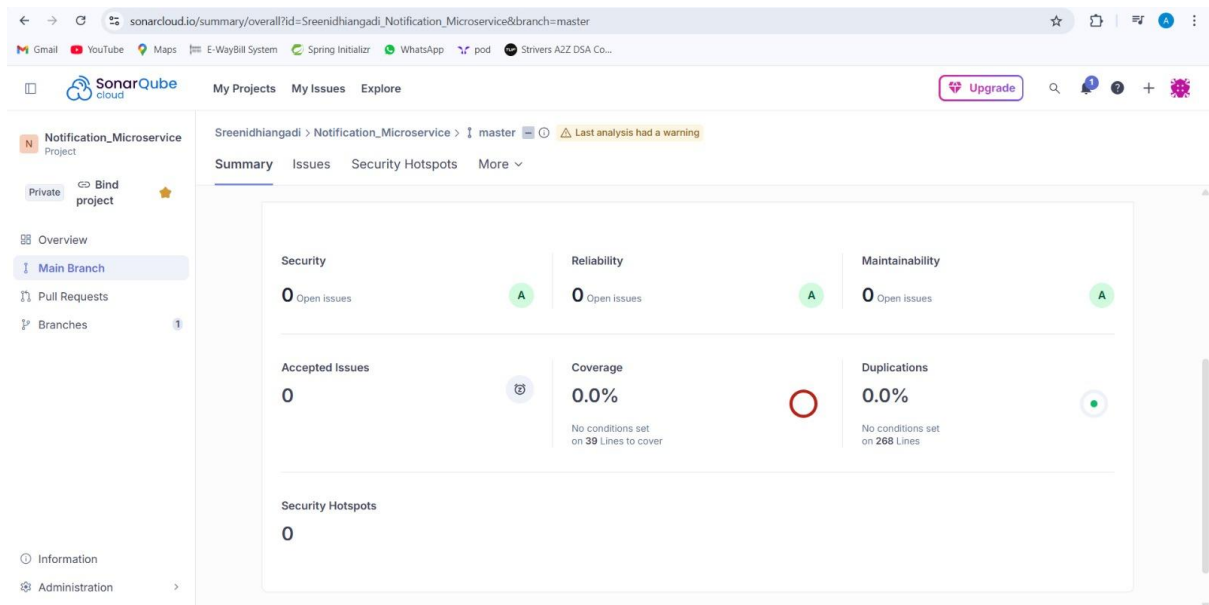 sonarcloud.io/summary/overall?id=Sreenidhiangadi_Notification_Microservice&branch=master
A
Gmail YouTube Maps E-WayBill System Spring Initializr WhatsApp pod Strivers A2Z DSA Co...
SonarQube
cloud
My Projects My Issues Explore
Upgrade
1
?
N
Notification_Microservice
Project
Private
Bind
project
Overview
Main Branch
Pull Requests
Branches 1
Information
Administration
Sreenidhiangadi > Notification_Microservice > master
Last analysis had a warning
Summary Issues Security Hotspots More
Security
0 Open issues
A
Reliability
0 Open issues
A
Maintainability
0 Open issues
A
Accepted Issues
0
Coverage
0.0%
No conditions set
on 39 Lines to cover
Duplications
0.0%
No conditions set
on 268 Lines
Security Hotspots
0